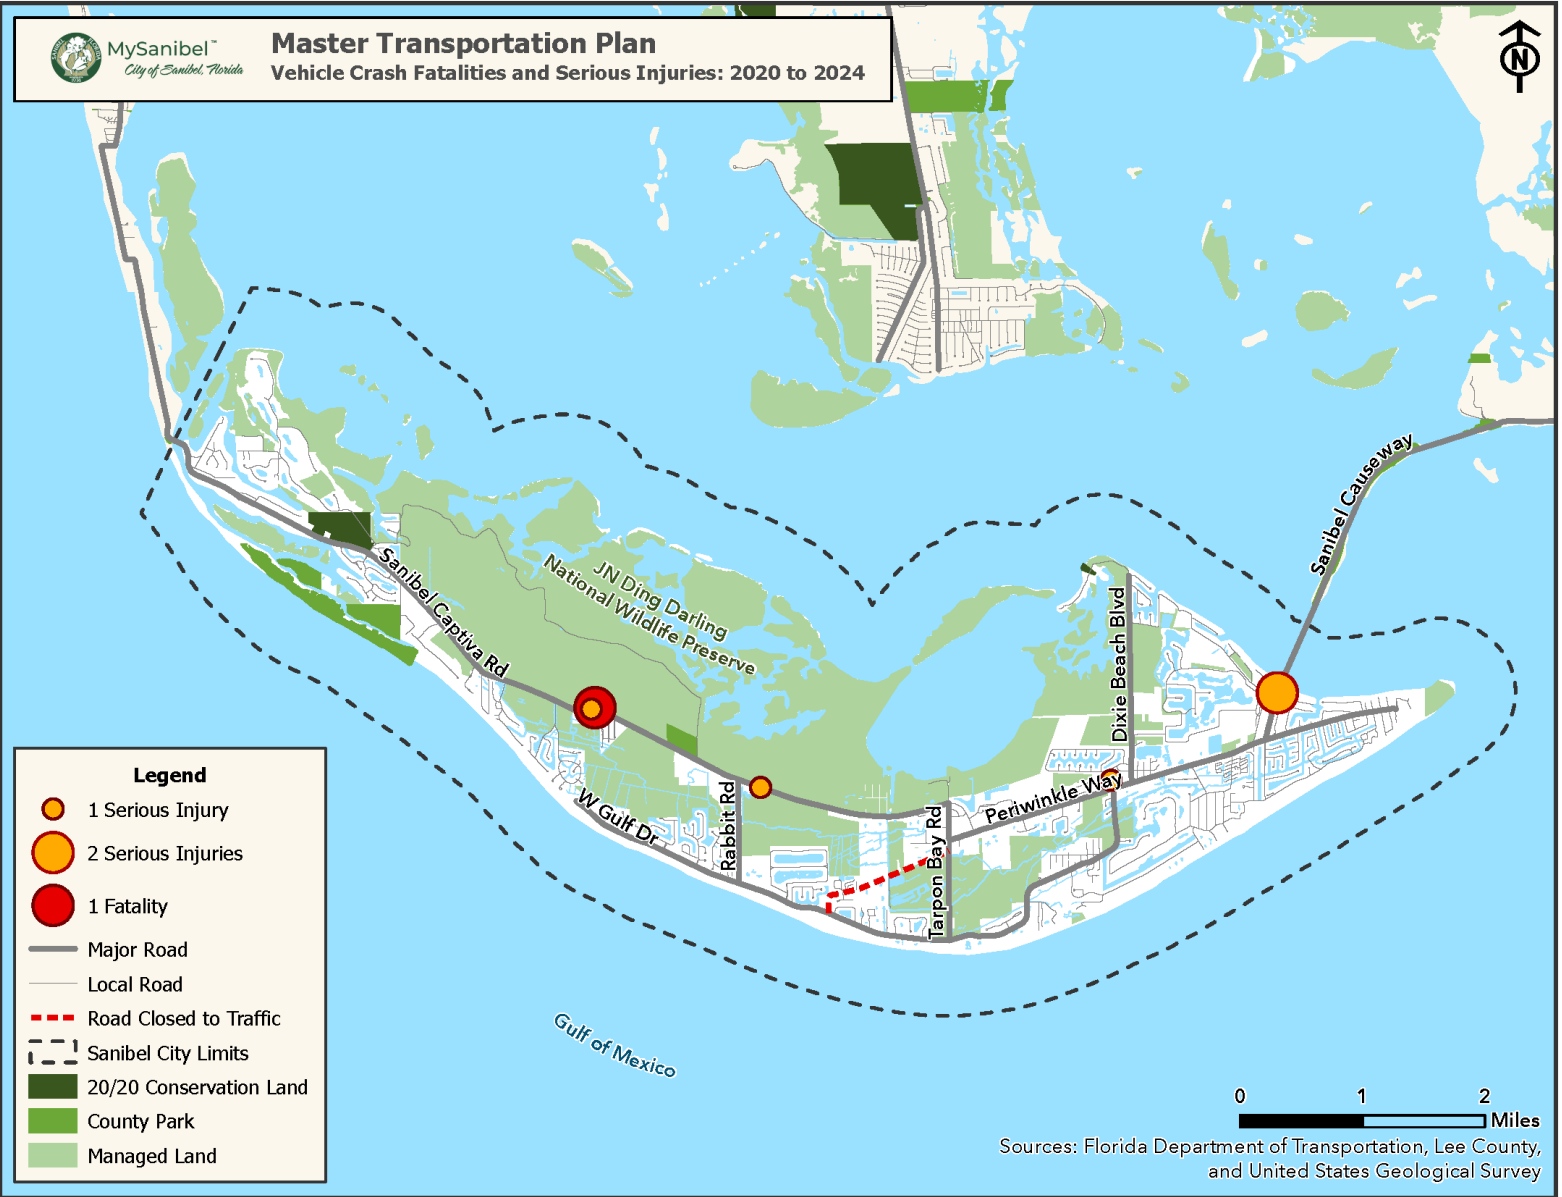 MySanibel™
City of Sanibel, Florida
Master Transportation Plan
Vehicle Crash Fatalities and Serious Injuries: 2020 to 2024
N
Sanibel Causeway
JN Ding Darling
National Wildlife Preserve
Sanibel Captiva Rd
Dixie Beach Blvd
Periwinkle Way
W Gulf Dr
Rabbit Rd
Tarpon Bay Rd
Gulf of Mexico
Legend
1 Serious Injury
2 Serious Injuries
1 Fatality
Major Road
Local Road
Road Closed to Traffic
Sanibel City Limits
20/20 Conservation Land
County Park
Managed Land
0 1 2
Miles
Sources: Florida Department of Transportation, Lee County,
and United States Geological Survey